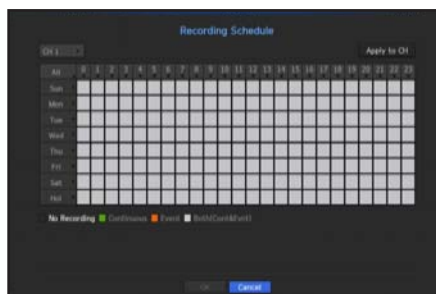 Recording Schedule
CH 1 Apply to CH
All 0 1 2 3 4 5 6 7 8 9 10 11 12 13 14 15 16 17 18 19 20 21 22 23
Sun
Mon
Tue
Wed
Thu
Fri
Sat
Hol
No Recording Continuous Event Both(Cont&Evnt)
OK Cancel